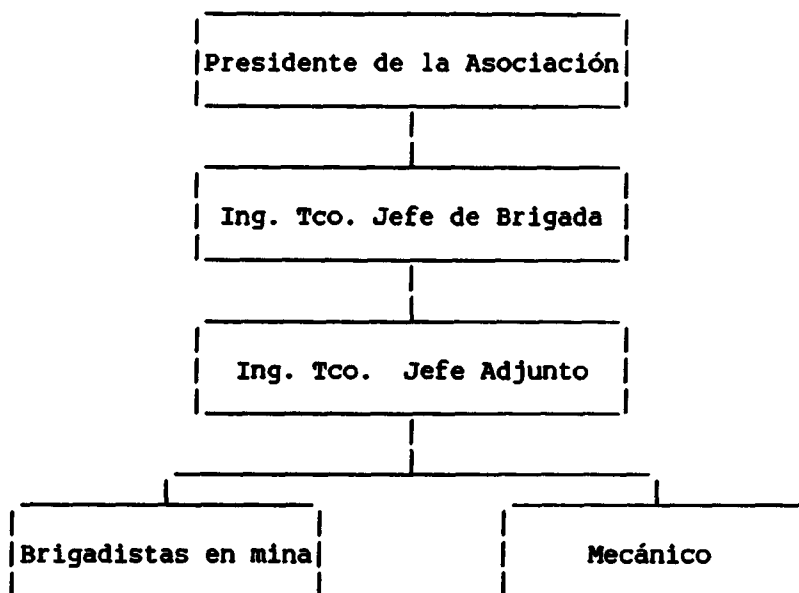 Presidente de la Asociación
Ing. Tco. Jefe de Brigada
Ing. Tco. Jefe Adjunto
Brigadistas en mina
Mecánico